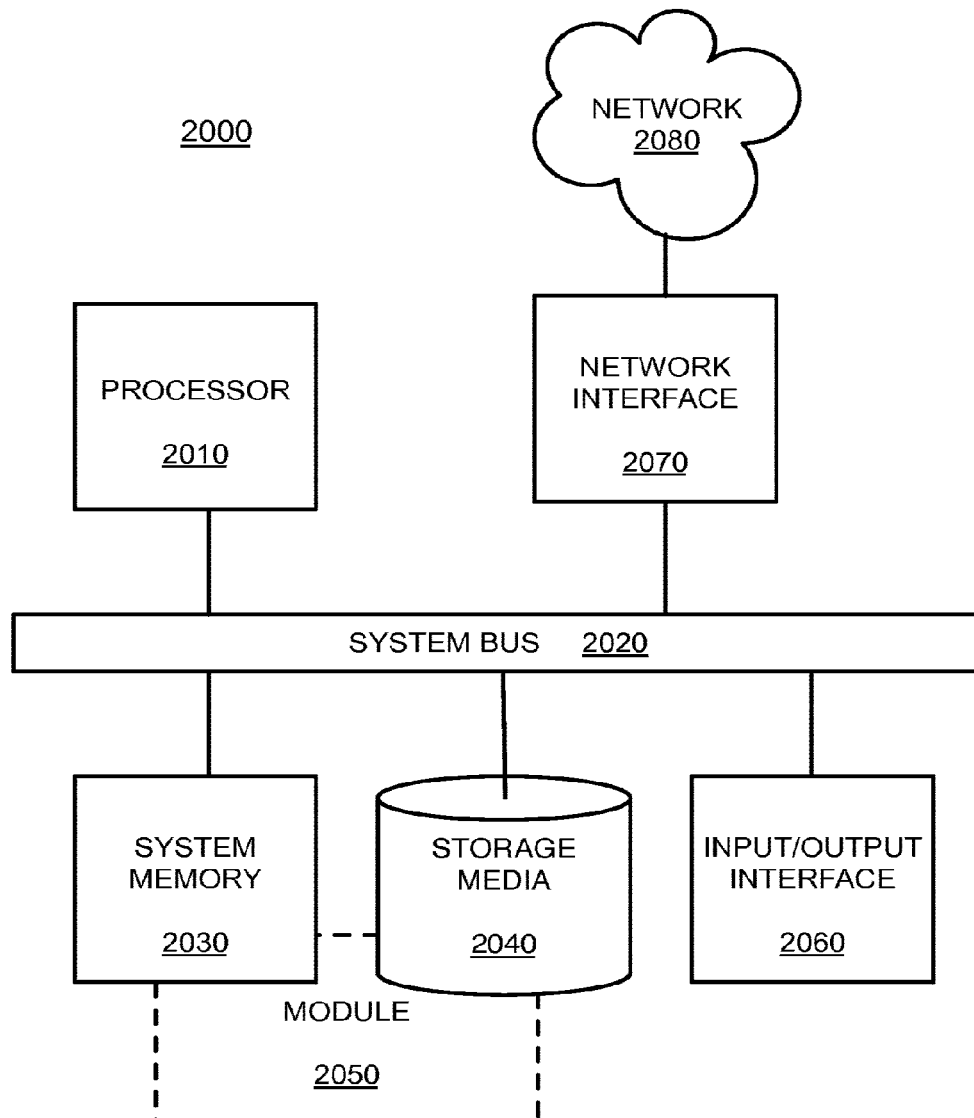 2000
NETWORK
2080
PROCESSOR
2010
NETWORK
INTERFACE
2070
SYSTEM BUS 2020
SYSTEM
MEMORY
2030
STORAGE
MEDIA
2040
INPUT/OUTPUT
INTERFACE
2060
MODULE
2050